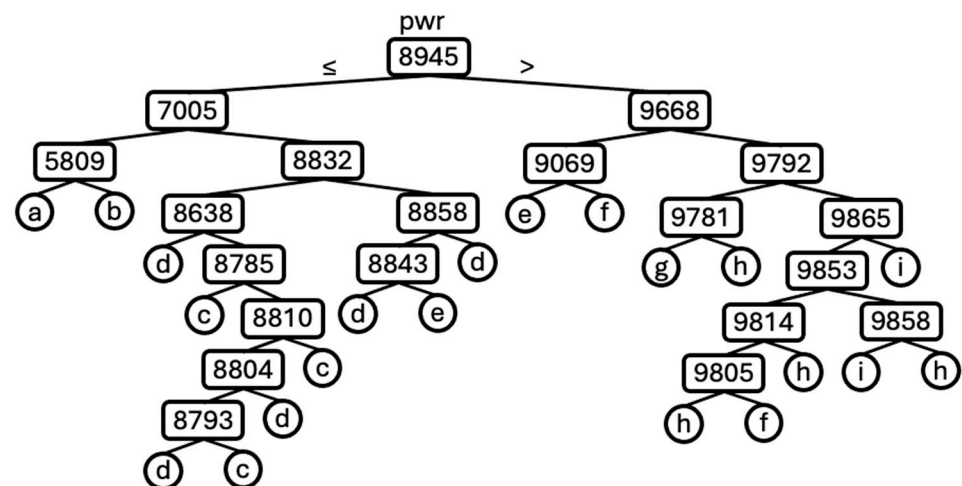 pwr
8945
≤ >
7005 9668
5809 8832 9069 9792
a b 8638 8858 e f 9781 9865
d 8785 8843 d g h 9853 i
c 8810 d e 9814 9858
8804 c 9805 h i h
8793 d h f
d c